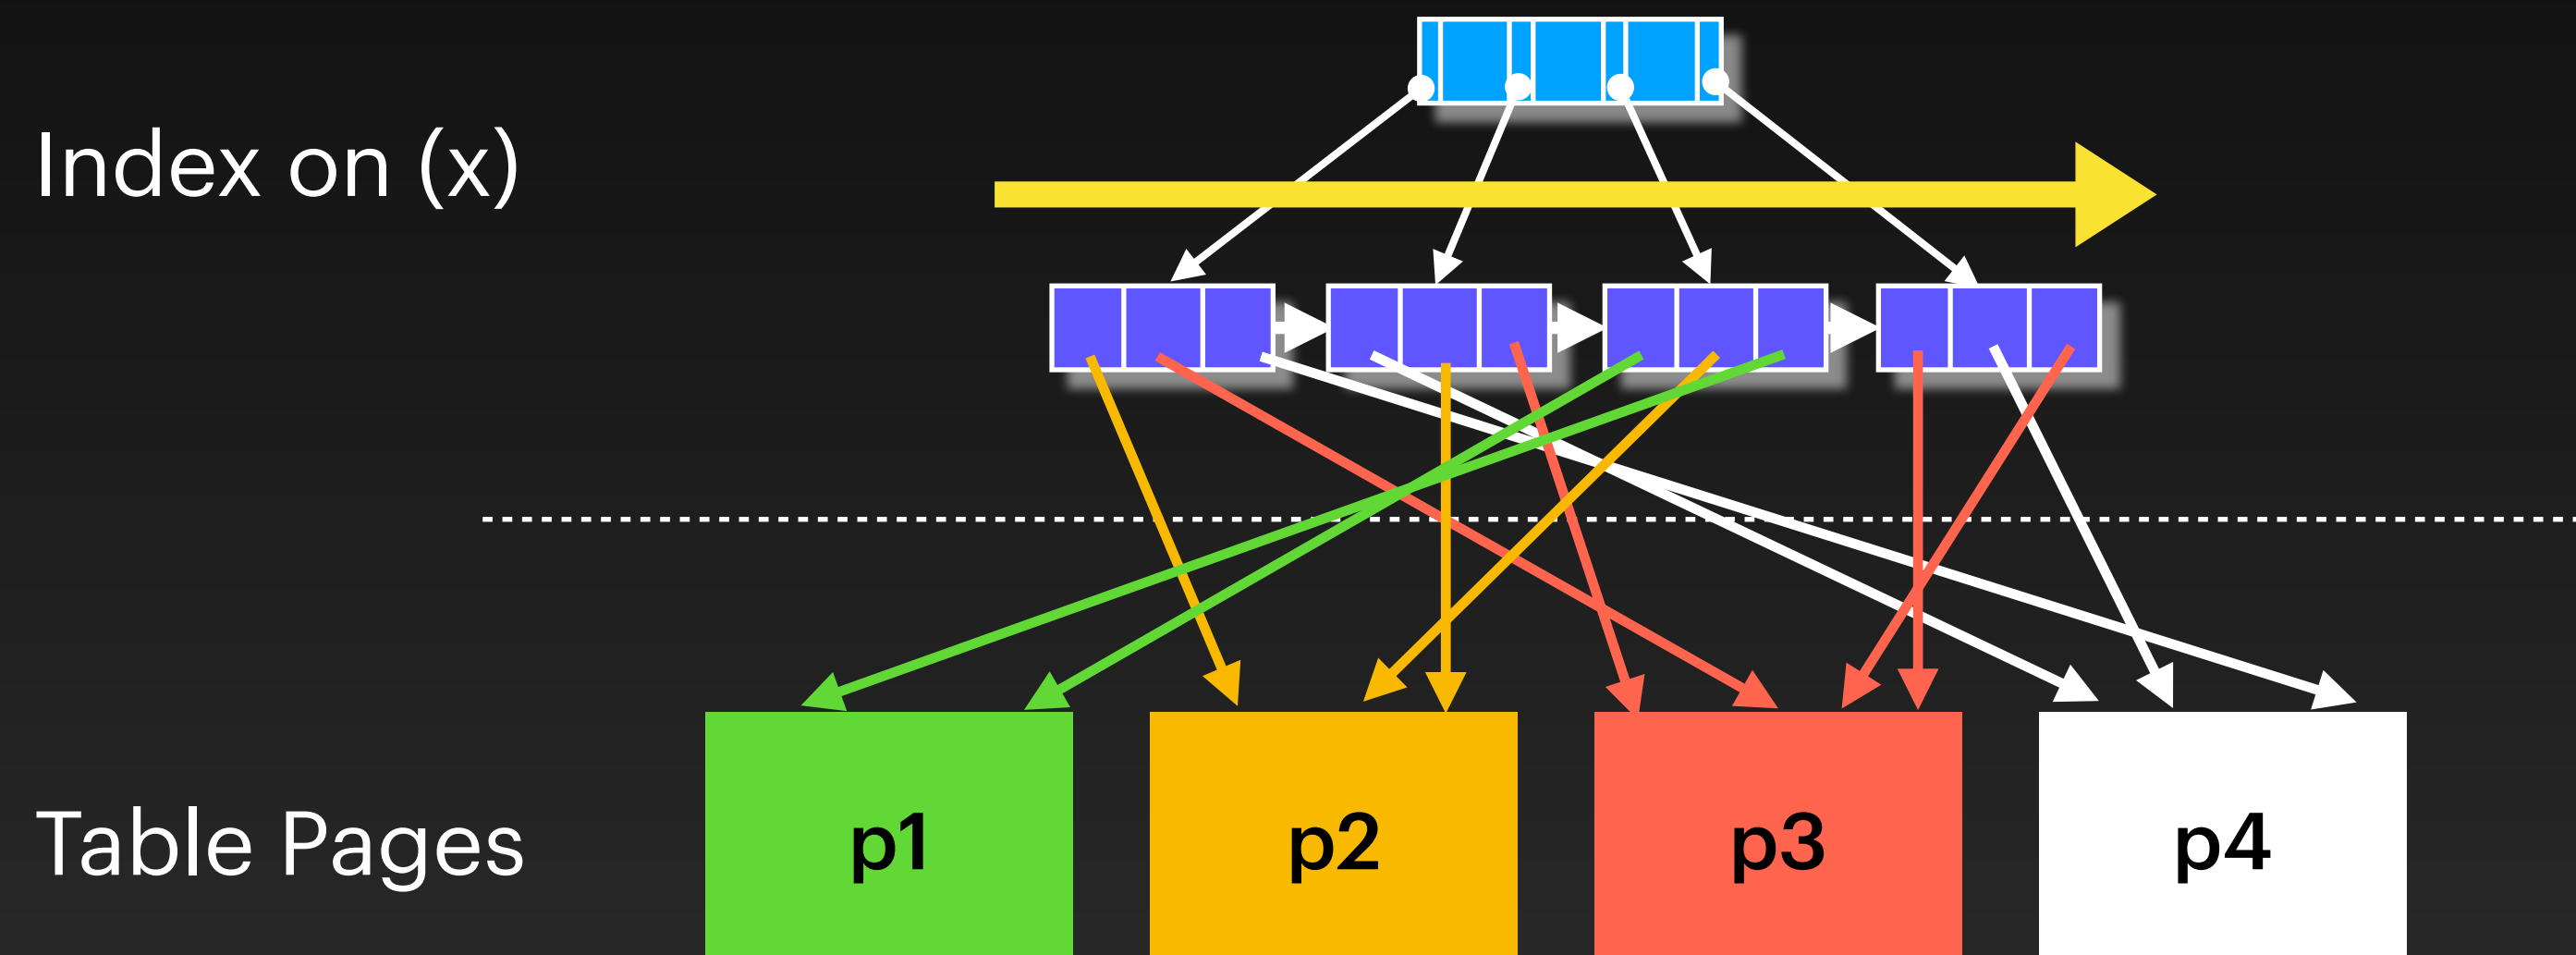 Index on (x)
Table Pages
p1
p2
p3
p4